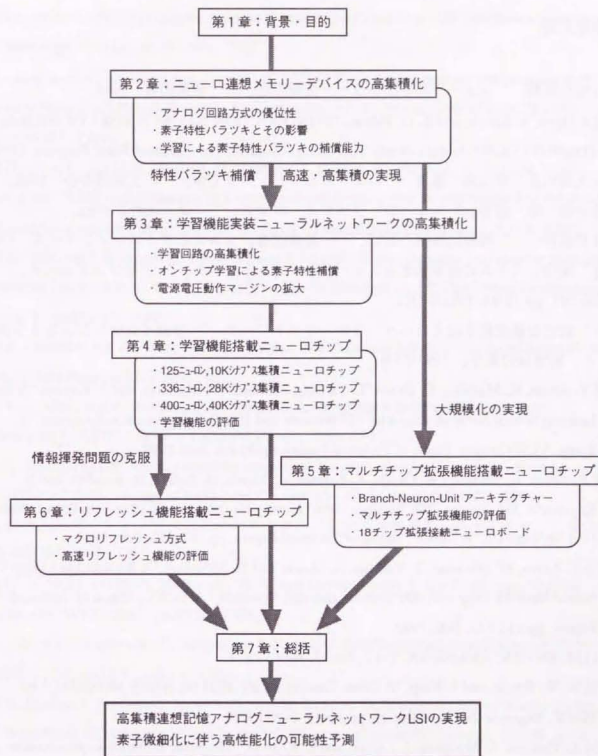 第1章：背景・目的
第2章：ニューロ連想メモリーデバイスの高集積化
・アナログ回路方式の優位性
・素子特性バラツキとその影響
・学習による素子特性バラツキの補償能力
特性バラツキ補償 高速・高集積の実現
第3章：学習機能実装ニューラルネットワークの高集積化
・学習回路の高集積化
・オンチップ学習による素子特性補償
・電源電圧動作マージンの拡大
第4章：学習機能搭載ニューロチップ
・125ﾆｭｰﾛﾝ,10Kｼﾅﾌﾟｽ集積ニューロチップ
・336ﾆｭｰﾛﾝ,28Kｼﾅﾌﾟｽ集積ニューロチップ
・400ﾆｭｰﾛﾝ,40Kｼﾅﾌﾟｽ集積ニューロチップ
・学習機能の評価
大規模化の実現
情報揮発問題の克服
第5章：マルチチップ拡張機能搭載ニューロチップ
・Branch-Neuron-Unit アーキテクチャー
・マルチチップ拡張機能の評価
・18チップ拡張接続ニューロボード
第6章：リフレッシュ機能搭載ニューロチップ
・マクロリフレッシュ方式
・高速リフレッシュ機能の評価
第7章：総括
高集積連想記憶アナログニューラルネットワークLSIの実現
素子微細化に伴う高性能化の可能性予測